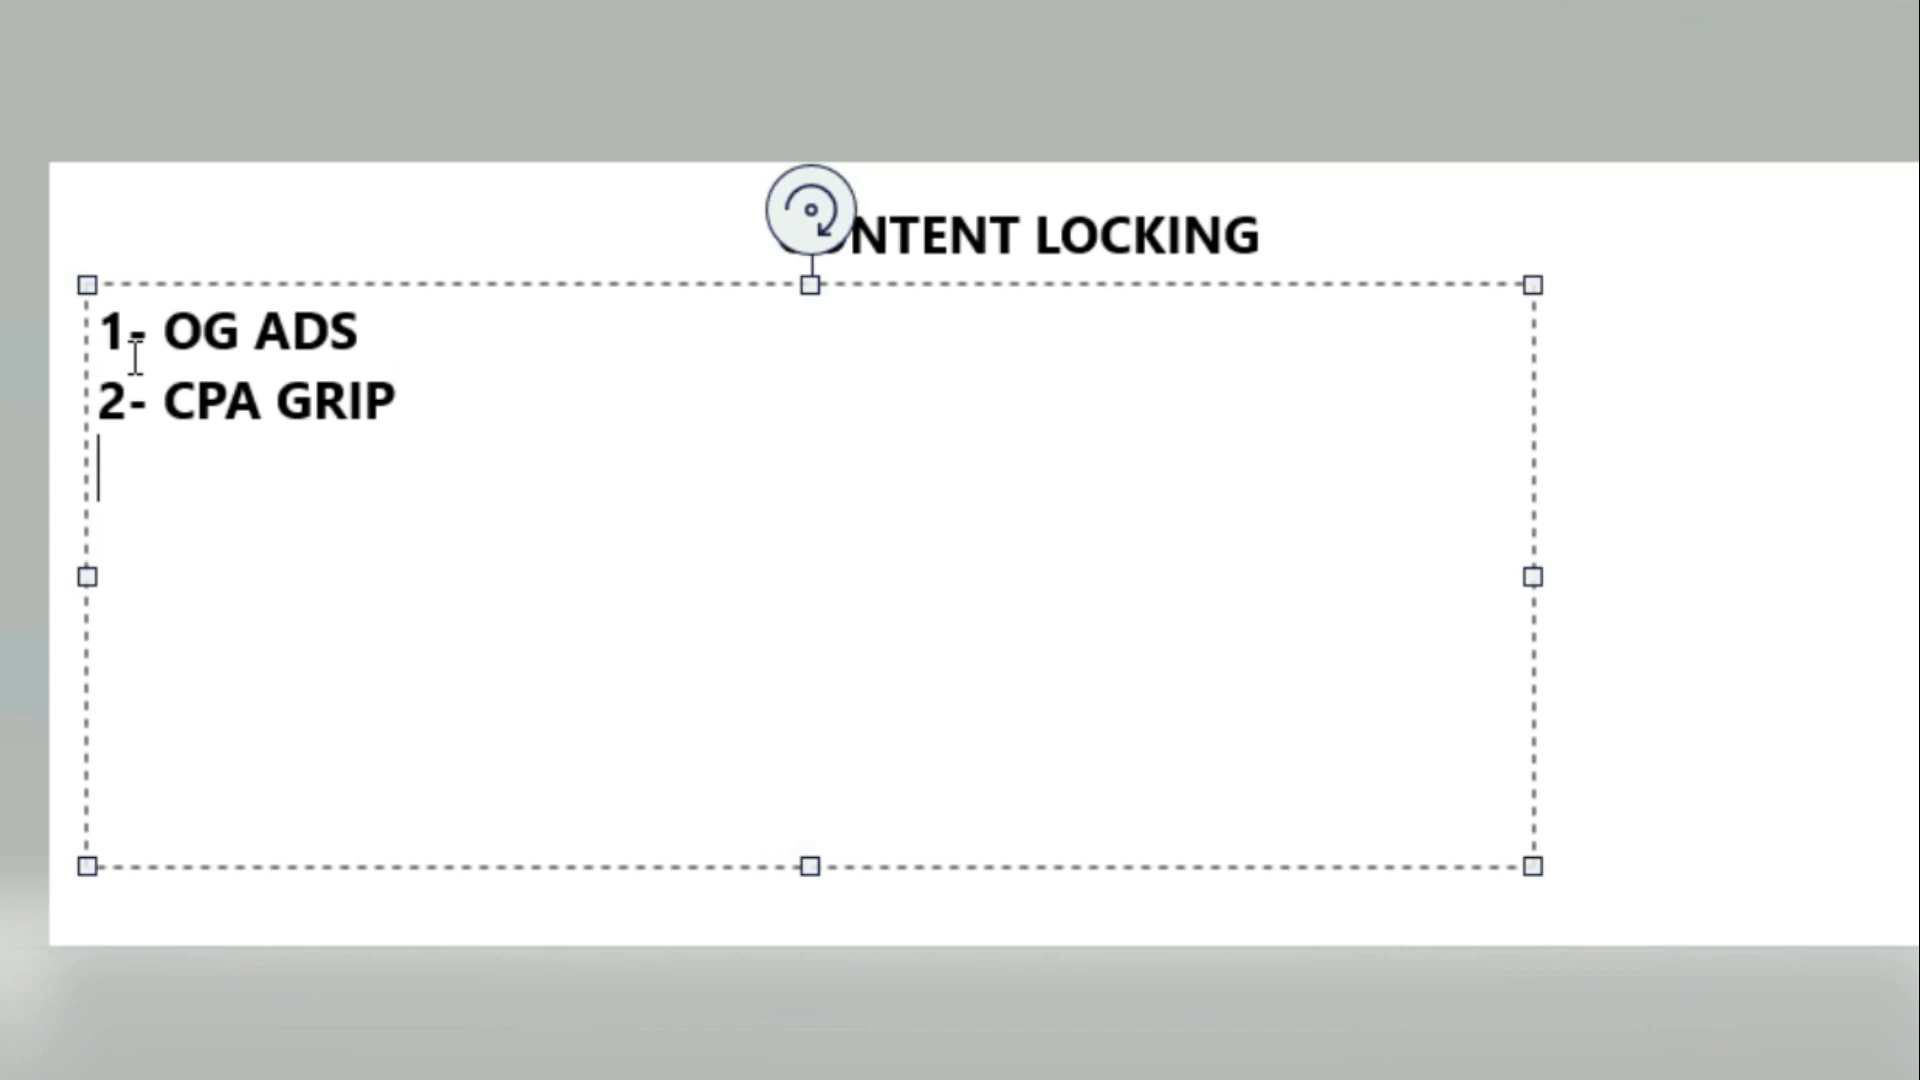 NTENT LOCKING
1- OG ADS
2- CPA GRIP